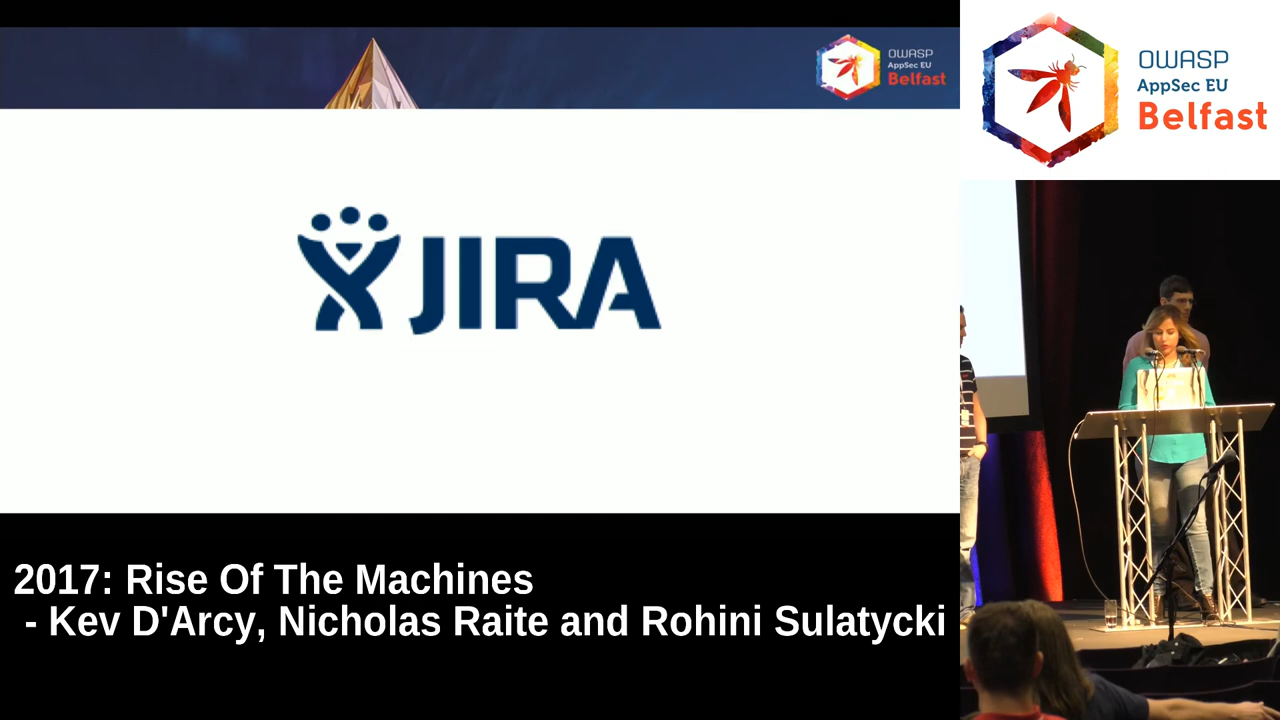 OWASP
AppSec EU
Belfast
OWASP
AppSec EU
Belfast
JIRA
2017: Rise Of The Machines
- Kev D'Arcy, Nicholas Raite and Rohini Sulatycki